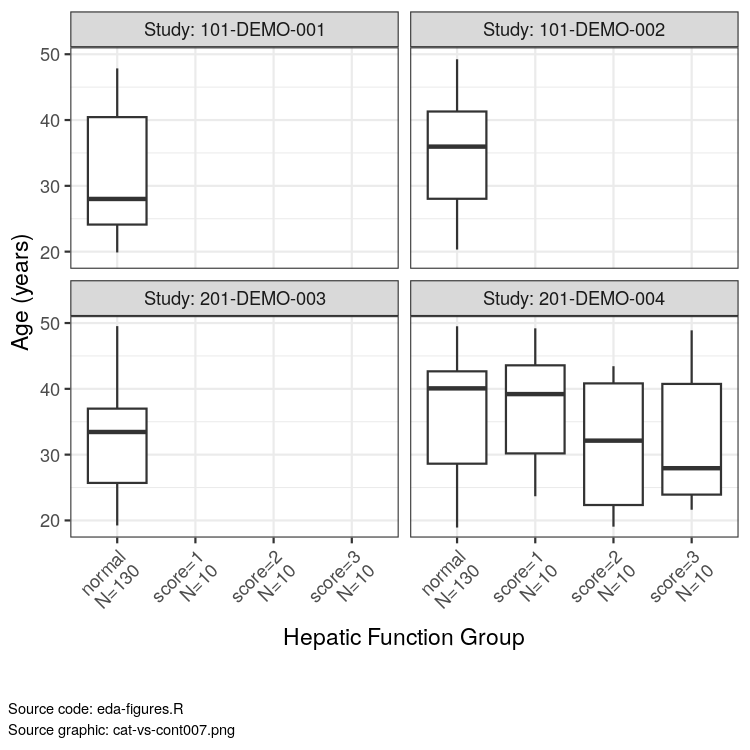 Study: 101-DEMO-001
Study: 101-DEMO-002
50
40
30
20
Study: 201-DEMO-003
Study: 201-DEMO-004
50
40
30
20
Age (years)
normal
N=130
score=1
N=10
score=2
N=10
score=3
N=10
normal
N=130
score=1
N=10
score=2
N=10
score=3
N=10
Hepatic Function Group
Source code: eda-figures.R
Source graphic: cat-vs-cont007.png